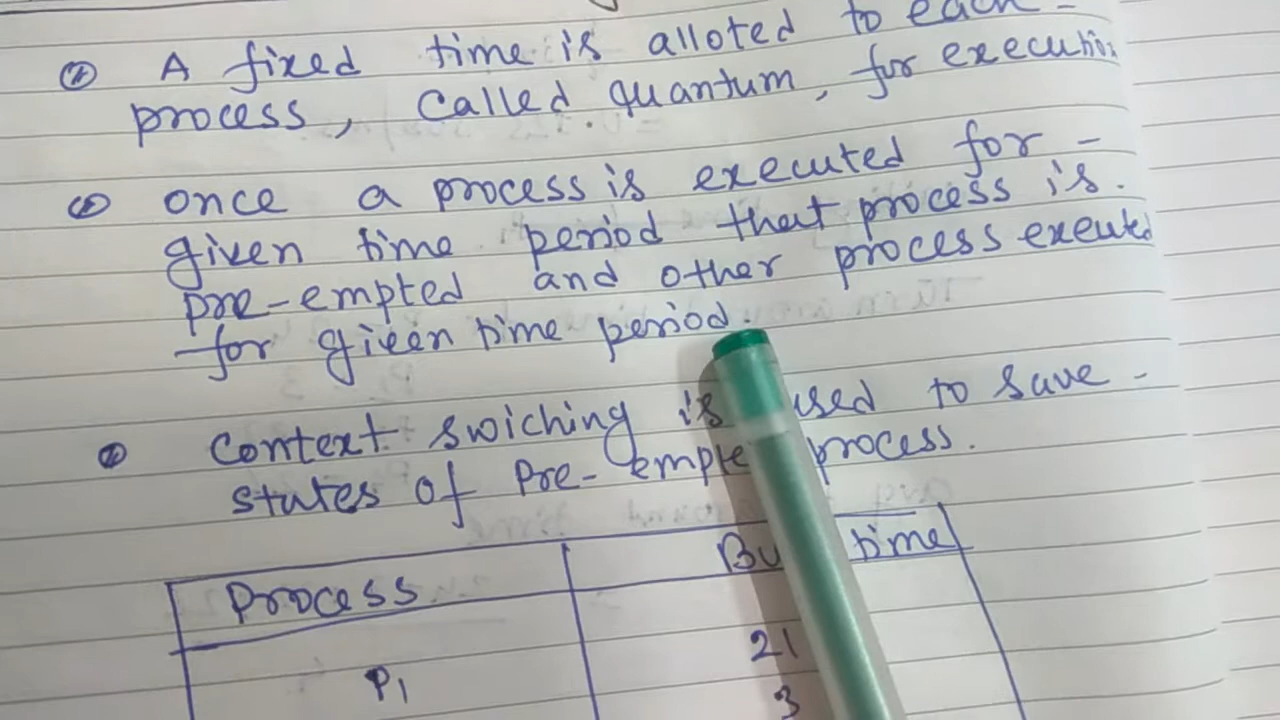 A fixed time is alloted to each -
process, called quantum, for execution
once a process is executed for -
given time period that process is.
pre-empted and other process executed
for given time period.
Context swiching is used to save -
states of Pre-empted process.
Process time
P1 21
3